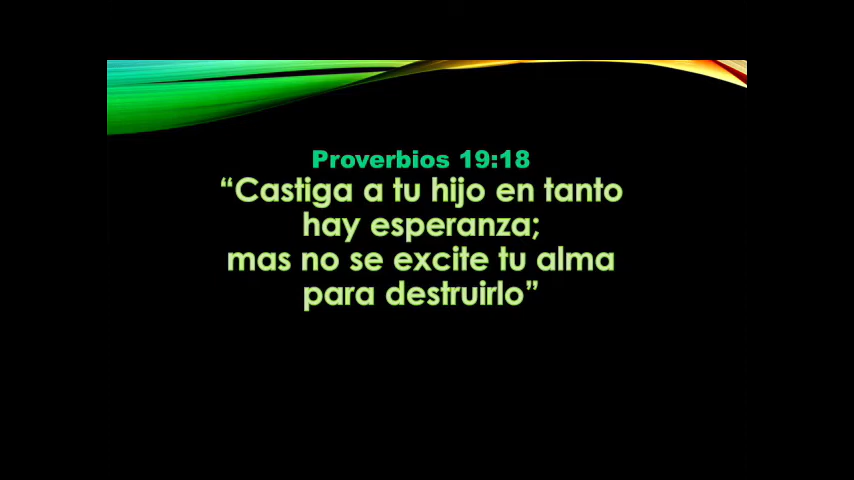 Proverbios 19:18
“Castiga a tu hijo en tanto
hay esperanza;
mas no se excite tu alma
para destruirlo”